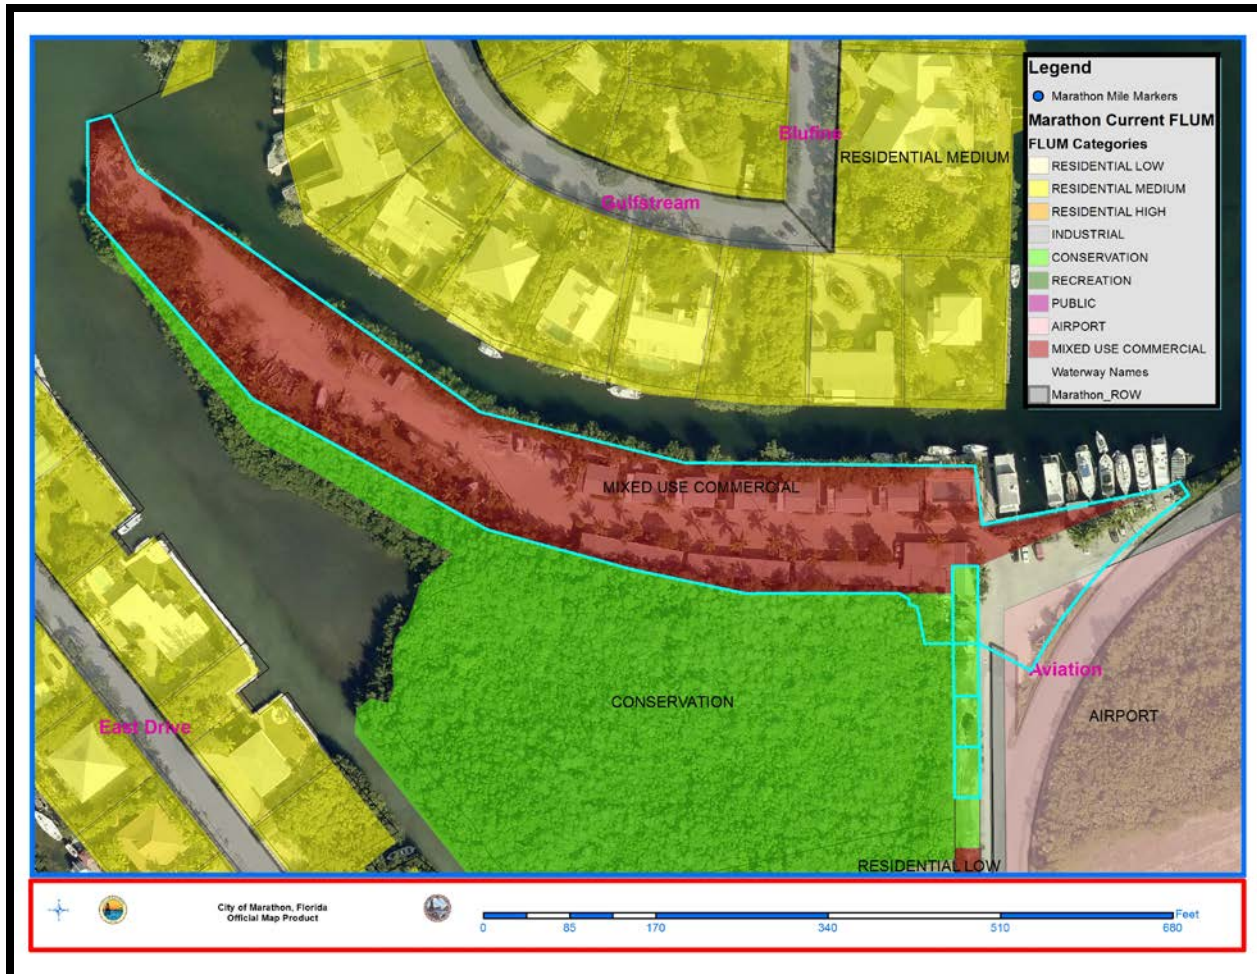 Legend
Marathon Mile Markers
Marathon Current FLUM
FLUM Categories
RESIDENTIAL LOW
RESIDENTIAL MEDIUM
RESIDENTIAL HIGH
INDUSTRIAL
CONSERVATION
RECREATION
PUBLIC
AIRPORT
MIXED USE COMMERCIAL
Waterway Names
Marathon_ROW
Blufine
RESIDENTIAL MEDIUM
Gulfstream
MIXED USE COMMERCIAL
Aviation
CONSERVATION
AIRPORT
East Drive
RESIDENTIAL LOW
City of Marathon, Florida
Official Map Product
Feet
0 85 170 340 510 680